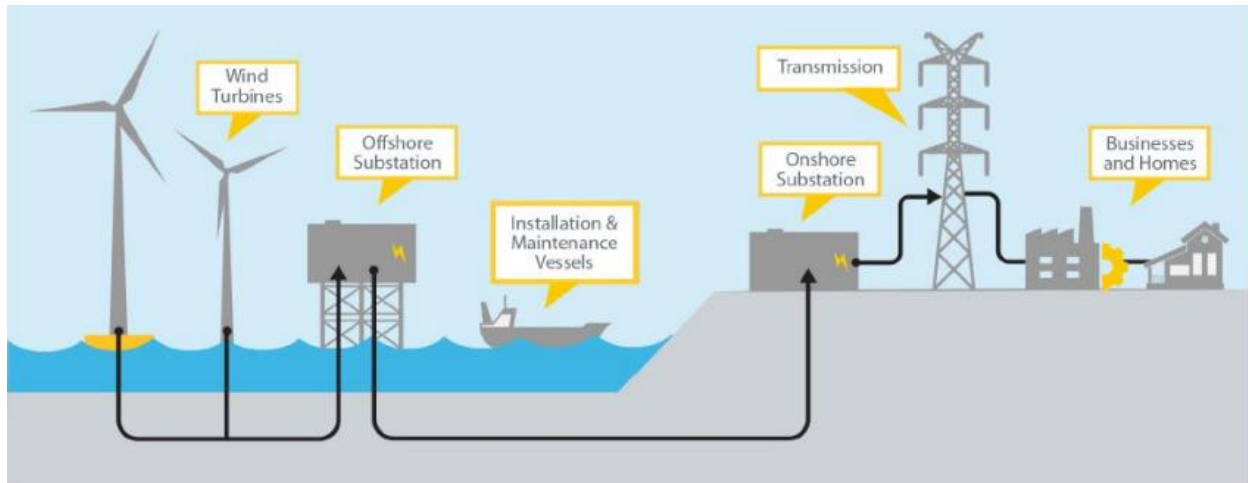 Wind
Turbines
Offshore
Substation
Installation &
Maintenance
Vessels
Transmission
Onshore
Substation
Businesses
and Homes